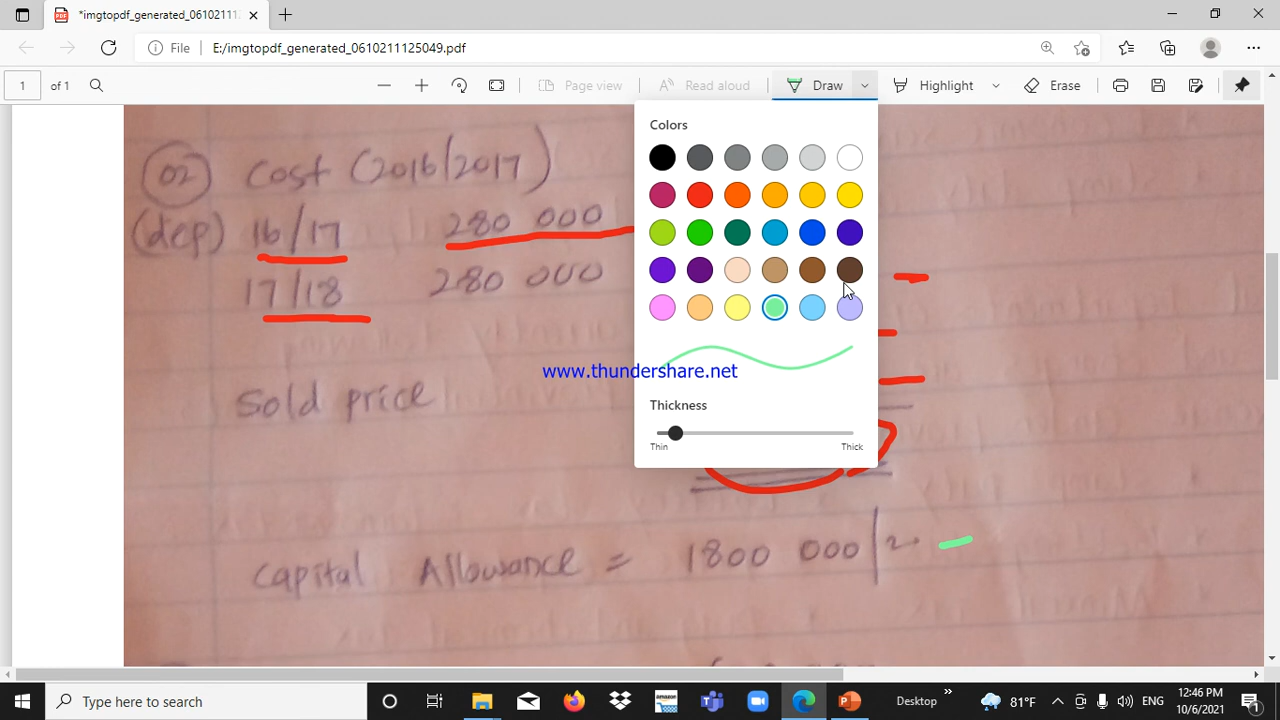 *imgtopdf_generated_0610211125
File E:/imgtopdf_generated_0610211125049.pdf
1 of 1 Page view Read aloud Draw Highlight Erase
Colors
Thickness
Thin Thick
02 Cost (2016/2017)
(dep) 16/17 280 000
17/18 280 000
www.thundershare.net
Sold price
Capital Allowance = 1800 000
Type here to search
Desktop
81°F
ENG
12:46 PM
10/6/2021